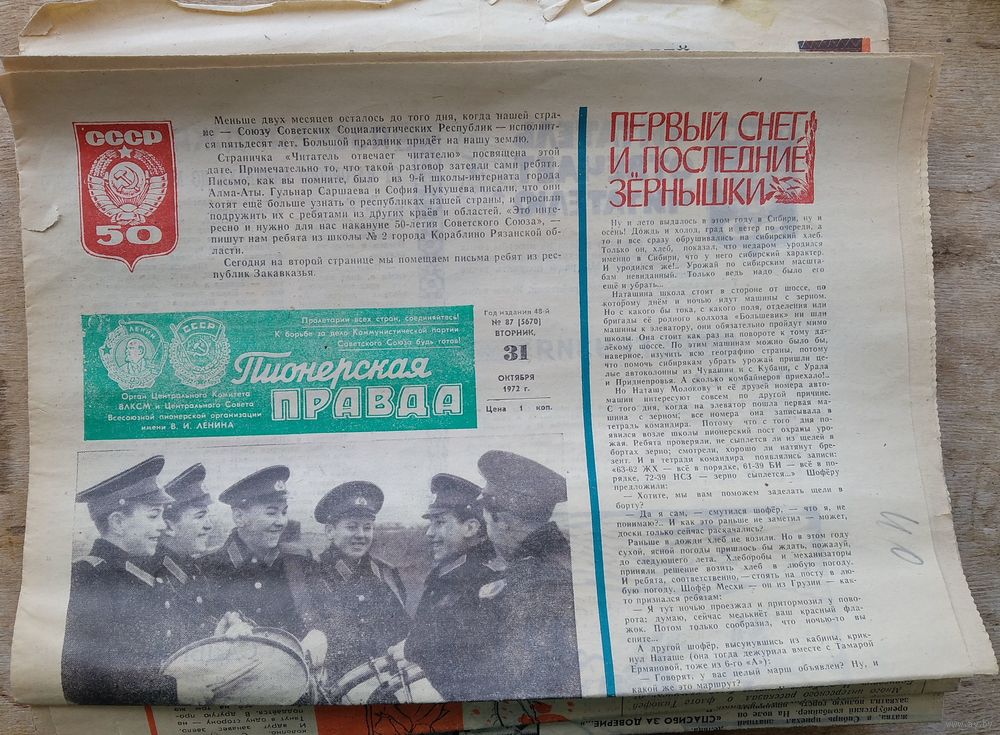 СССР
50
Меньше двух месяцев осталось до того дня, когда нашей стра-
не — Союзу Советских Социалистических Республик — исполнит-
ся пятьдесят лет. Большой праздник придёт на нашу землю.
Страничка «Читатель отвечает читателю» посвящена этой
дате. Примечательно то, что такой разговор затеяли сами ребята.
Письмо, как вы помните, было из 9-й школы-интерната города
Алма-Аты. Гульнар Саршаева и София Нукушева писали, что они
хотят ещё больше узнать о республиках нашей страны, и просили
подружить их с ребятами из других краёв и областей. «Это инте-
ресно и нужно для нас накануне 50-летия Советского Союза», —
пишут нам ребята из школы № 2 города Кораблино Рязанской об-
ласти.
Сегодня на второй странице мы помещаем письма ребят из рес-
публик Закавказья.
Пролетарии всех стран, соединяйтесь!
К борьбе за дело Коммунистической партии
Советского Союза будь готов!
ЛЕНИН
СССР
Пионерская
ПРАВДА
Орган Центрального Комитета
ВЛКСМ и Центрального Совета
Всесоюзной пионерской организации
имени В. И. ЛЕНИНА
Год издания 48-й
№ 87 (5670)
ВТОРНИК,
31
ОКТЯБРЯ
1972 г.
Цена 1 коп.
ПЕРВЫЙ СНЕГ
И ПОСЛЕДНИЕ
ЗЁРНЫШКИ
Ну и лето выдалось в этом году в Сибири, ну и
осень! Дождь и холод, град и ветер по очереди, а
то и все сразу обрушивались на сибирский хлеб.
Только он, хлеб, показал, что недаром уродился
именно в Сибири, что у него сибирский характер.
И уродился же!.. Урожай по сибирским масшта-
бам невиданный. Только ведь надо было его
ещё и убрать...
Наташина школа стоит в стороне от шоссе, по
которому днём и ночью идут машины с зерном.
Но с какого бы тока, с какого поля, отделения или
бригады её родного колхоза «Большевик» ни шли
машины к элеватору, они обязательно пройдут мимо
школы. Она стоит как раз на повороте к тому да-
лёкому шоссе. По этим машинам можно было бы,
наверное, изучить всю географию страны, потому
что помочь сибирякам убрать урожай пришли це-
лые автоколонны из Чувашии и с Кубани, с Урала
и Приднепровья. А сколько комбайнеров приехало!..
Но Наташу Молокову и её друзей номера авто-
машин интересуют совсем по другой причине.
С того дня, когда на элеватор пошла первая ма-
шина с зерном, все номера она записывала в
тетрадь командира. Потому что с того дня по-
явился возле школы пионерский пост охраны уро-
жая. Ребята проверяли, не сыплется ли из щелей в
бортах зерно; смотрели, хорошо ли натянут бре-
зент. И в тетради командира появлялись записи:
«63-62 ЖХ — всё в порядке, 61-39 БИ — всё в по-
рядке, 72-39 НСЗ — зерно сыплется...» Шофёру
предложили:
— Хотите, мы вам поможем заделать щели в
борту?
— Да я сам, — смутился шофёр, — что я, не
понимаю?.. И как это раньше не заметил — может,
доски только сейчас раскачались?
Раньше в дожди хлеб не возили. Но в этом году
сухой, ясной погоды пришлось бы ждать, пожалуй,
до следующего лета. Хлеборобы и механизаторы
приняли решение возить хлеб в любую погоду.
И ребята, соответственно, — стоять на посту в лю-
бую погоду. Шофёр Месхи — он из Грузии — как-
то признался ребятам:
— Я тут ночью проезжал и притормозил у пово-
рота: думаю, сейчас мелькнёт ваш красный фла-
жок. Потом только сообразил, что ночью-то вы
спите...
А другой шофёр, высунувшись из кабины, крик-
нул Наташе (она тогда дежурила вместе с Тамарой
Ермяновой, тоже из 6-го «А»):
— Говорят, у вас целый марш объявлен? Ну, и
какой же это маршрут?
«СПАСИБО ЗА ДОВЕРИЕ»
www.ay.by